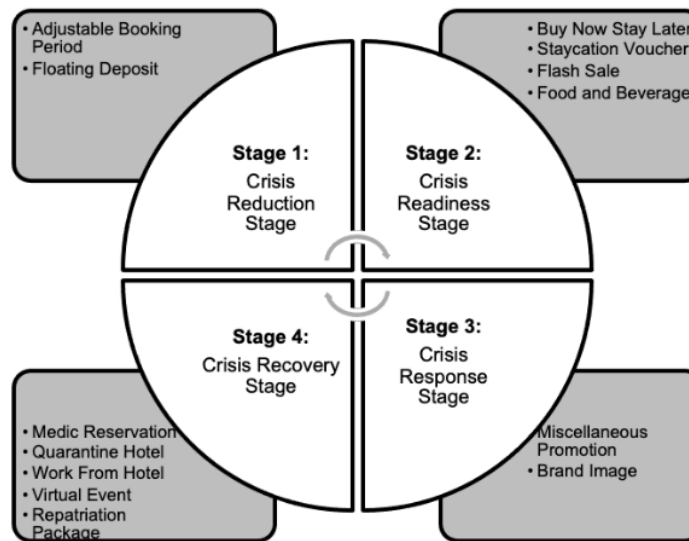 • Adjustable Booking
Period
• Floating Deposit
• Buy Now Stay Later
• Staycation Voucher
• Flash Sale
• Food and Beverage
Stage 1:
Crisis
Reduction
Stage
Stage 2:
Crisis
Readiness
Stage
Stage 4:
Crisis Recovery
Stage
Stage 3:
Crisis
Response
Stage
• Medic Reservation
• Quarantine Hotel
• Work From Hotel
• Virtual Event
• Repatriation
Package
Miscellaneous
Promotion
• Brand Image